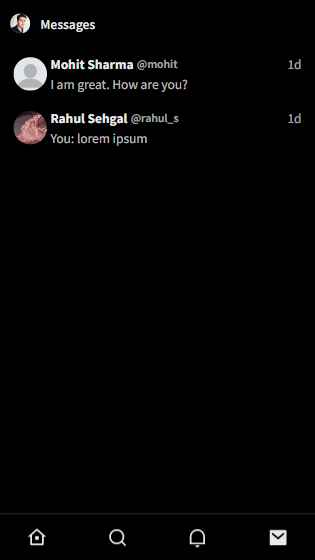 Messages
Mohit Sharma @mohit 1d
I am great. How are you?
Rahul Sehgal @rahul_s 1d
You: lorem ipsum